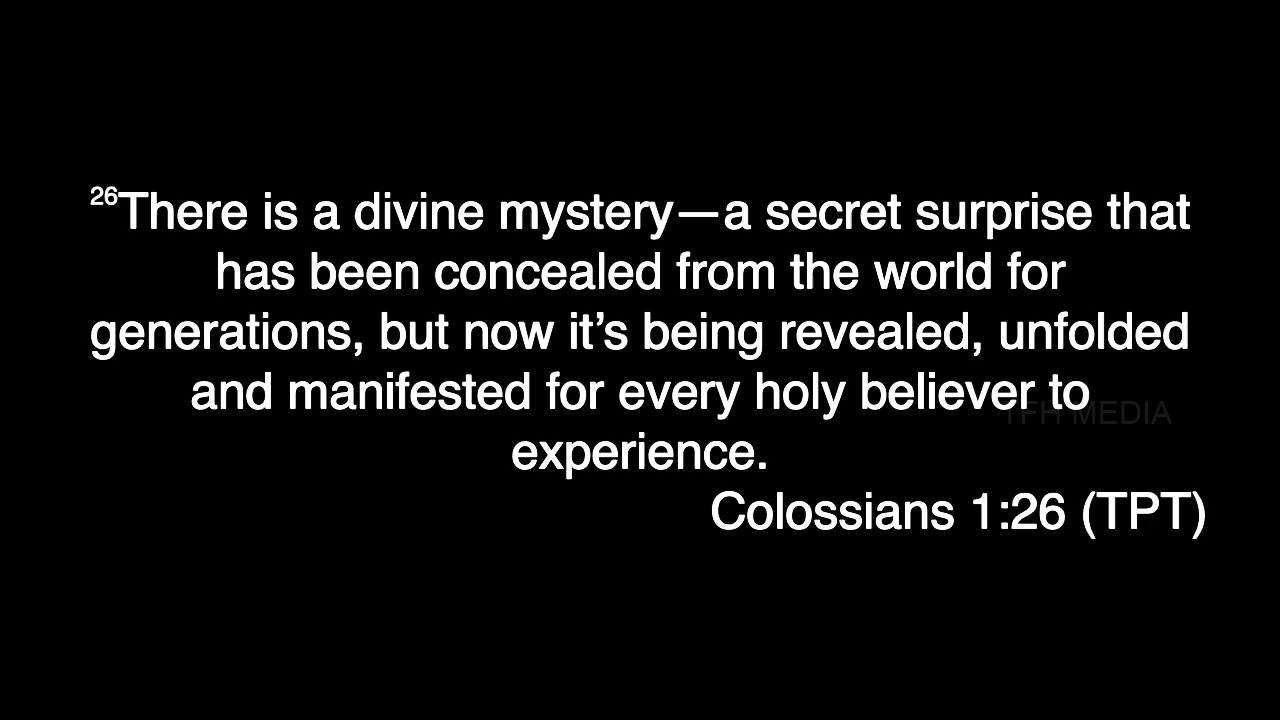 26There is a divine mystery—a secret surprise that
has been concealed from the world for
generations, but now it’s being revealed, unfolded
and manifested for every holy believer to
TFH MEDIA
experience.
Colossians 1:26 (TPT)